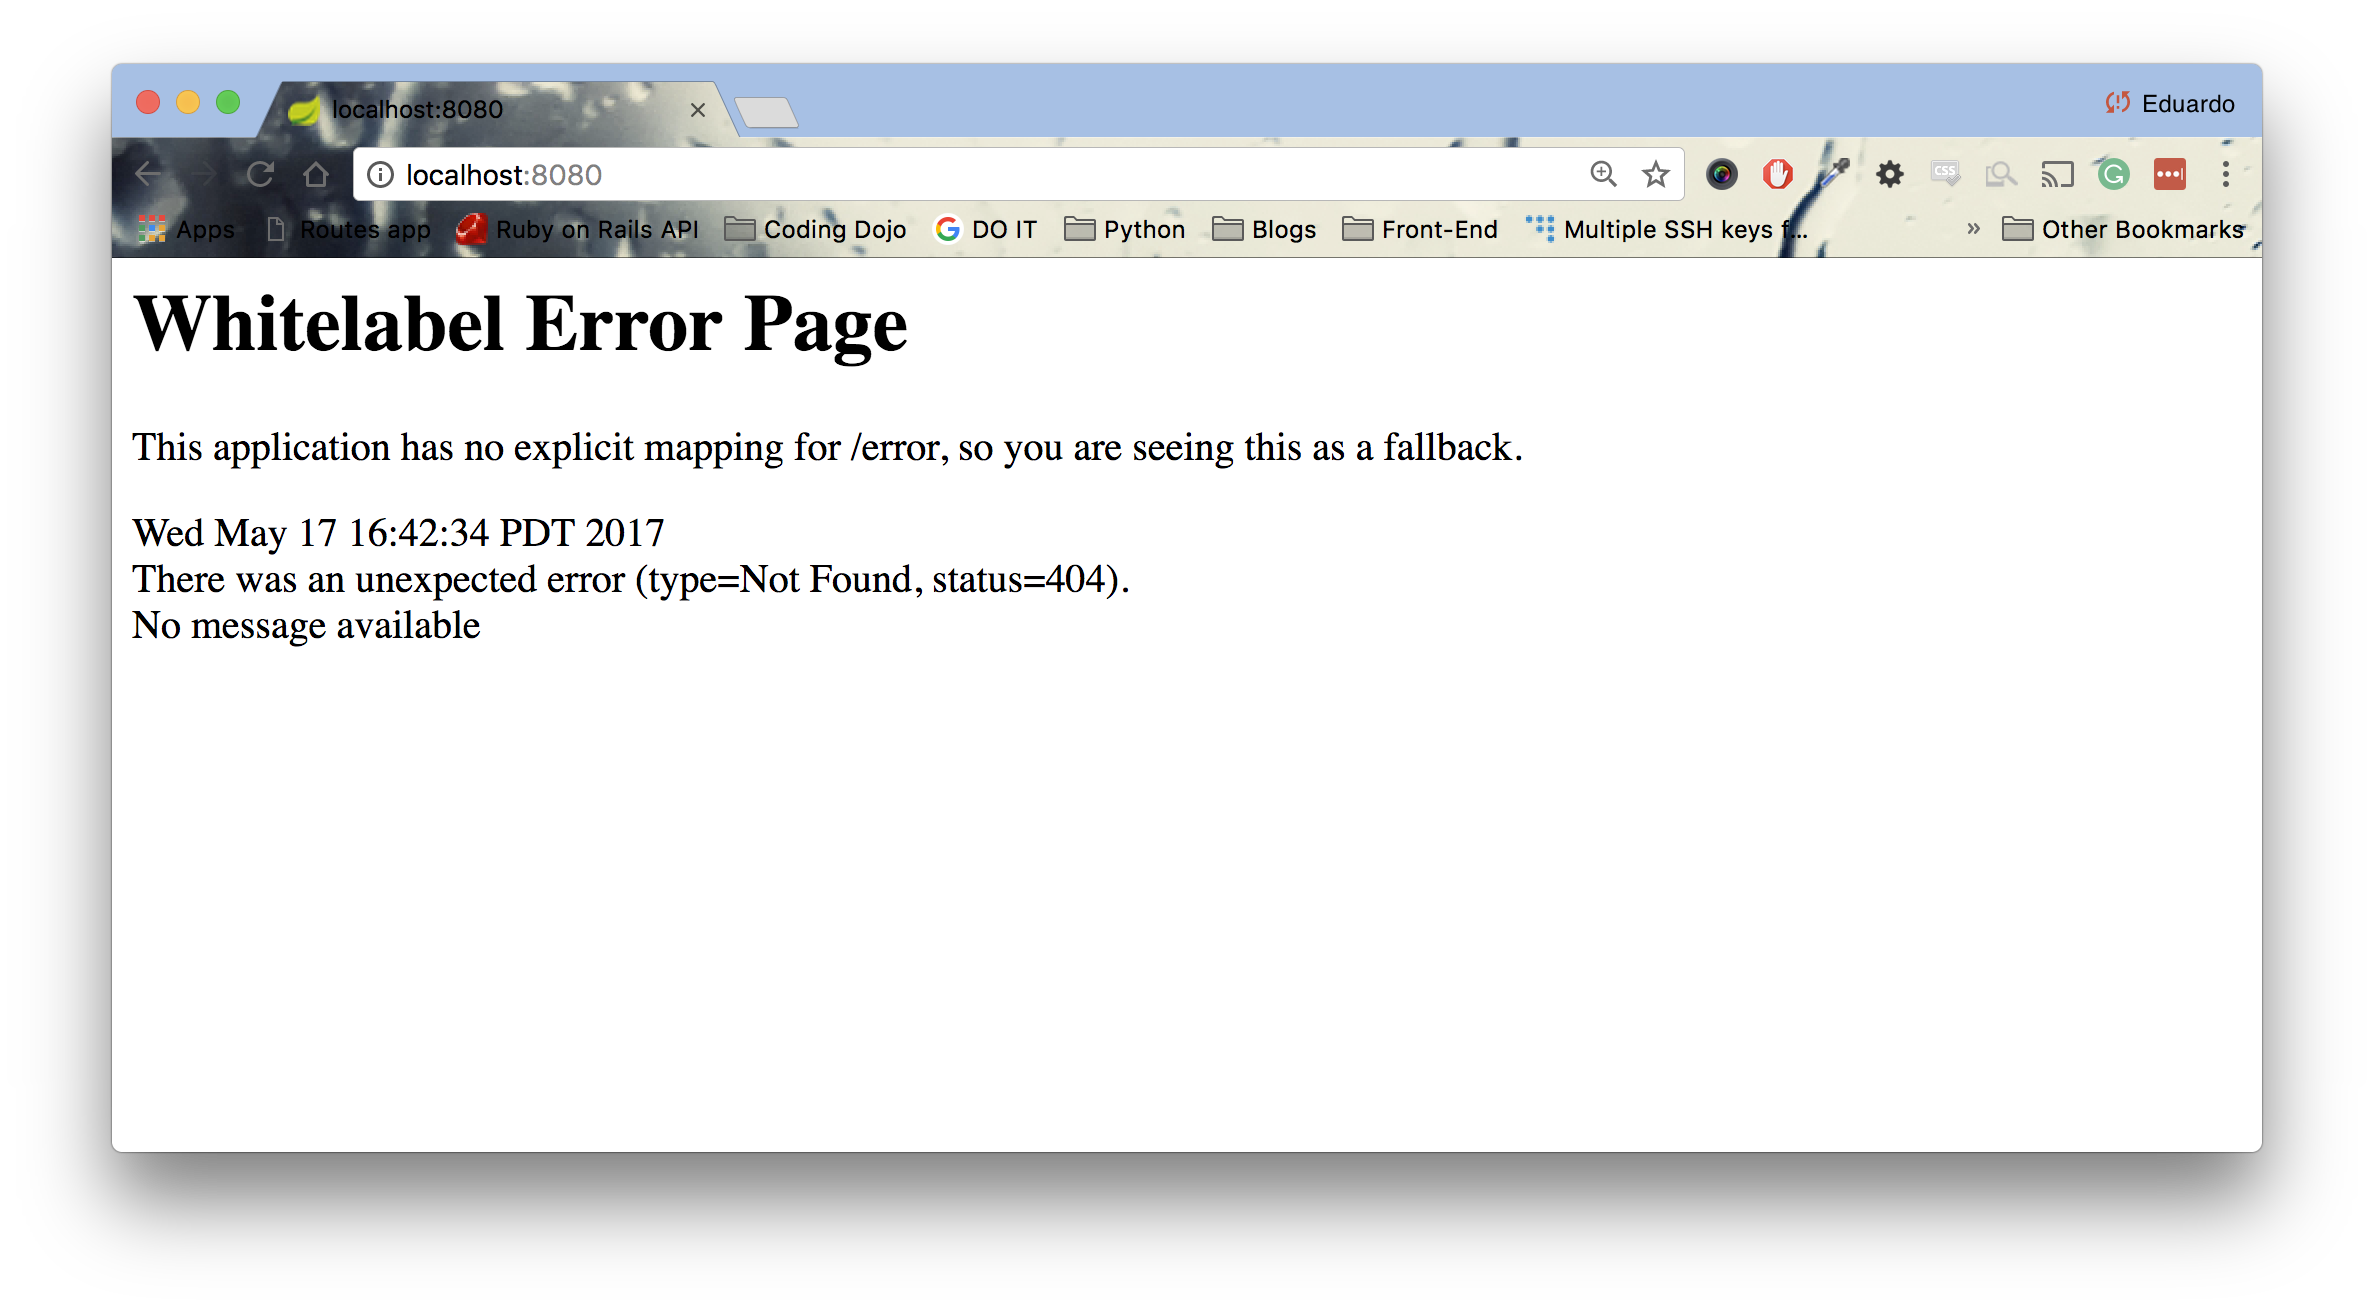 localhost:8080
Eduardo
localhost:8080
Apps Routes app Ruby on Rails API Coding Dojo DO IT Python Blogs Front-End Multiple SSH keys f... » Other Bookmarks
CSS
Whitelabel Error Page
This application has no explicit mapping for /error, so you are seeing this as a fallback.
Wed May 17 16:42:34 PDT 2017
There was an unexpected error (type=Not Found, status=404).
No message available